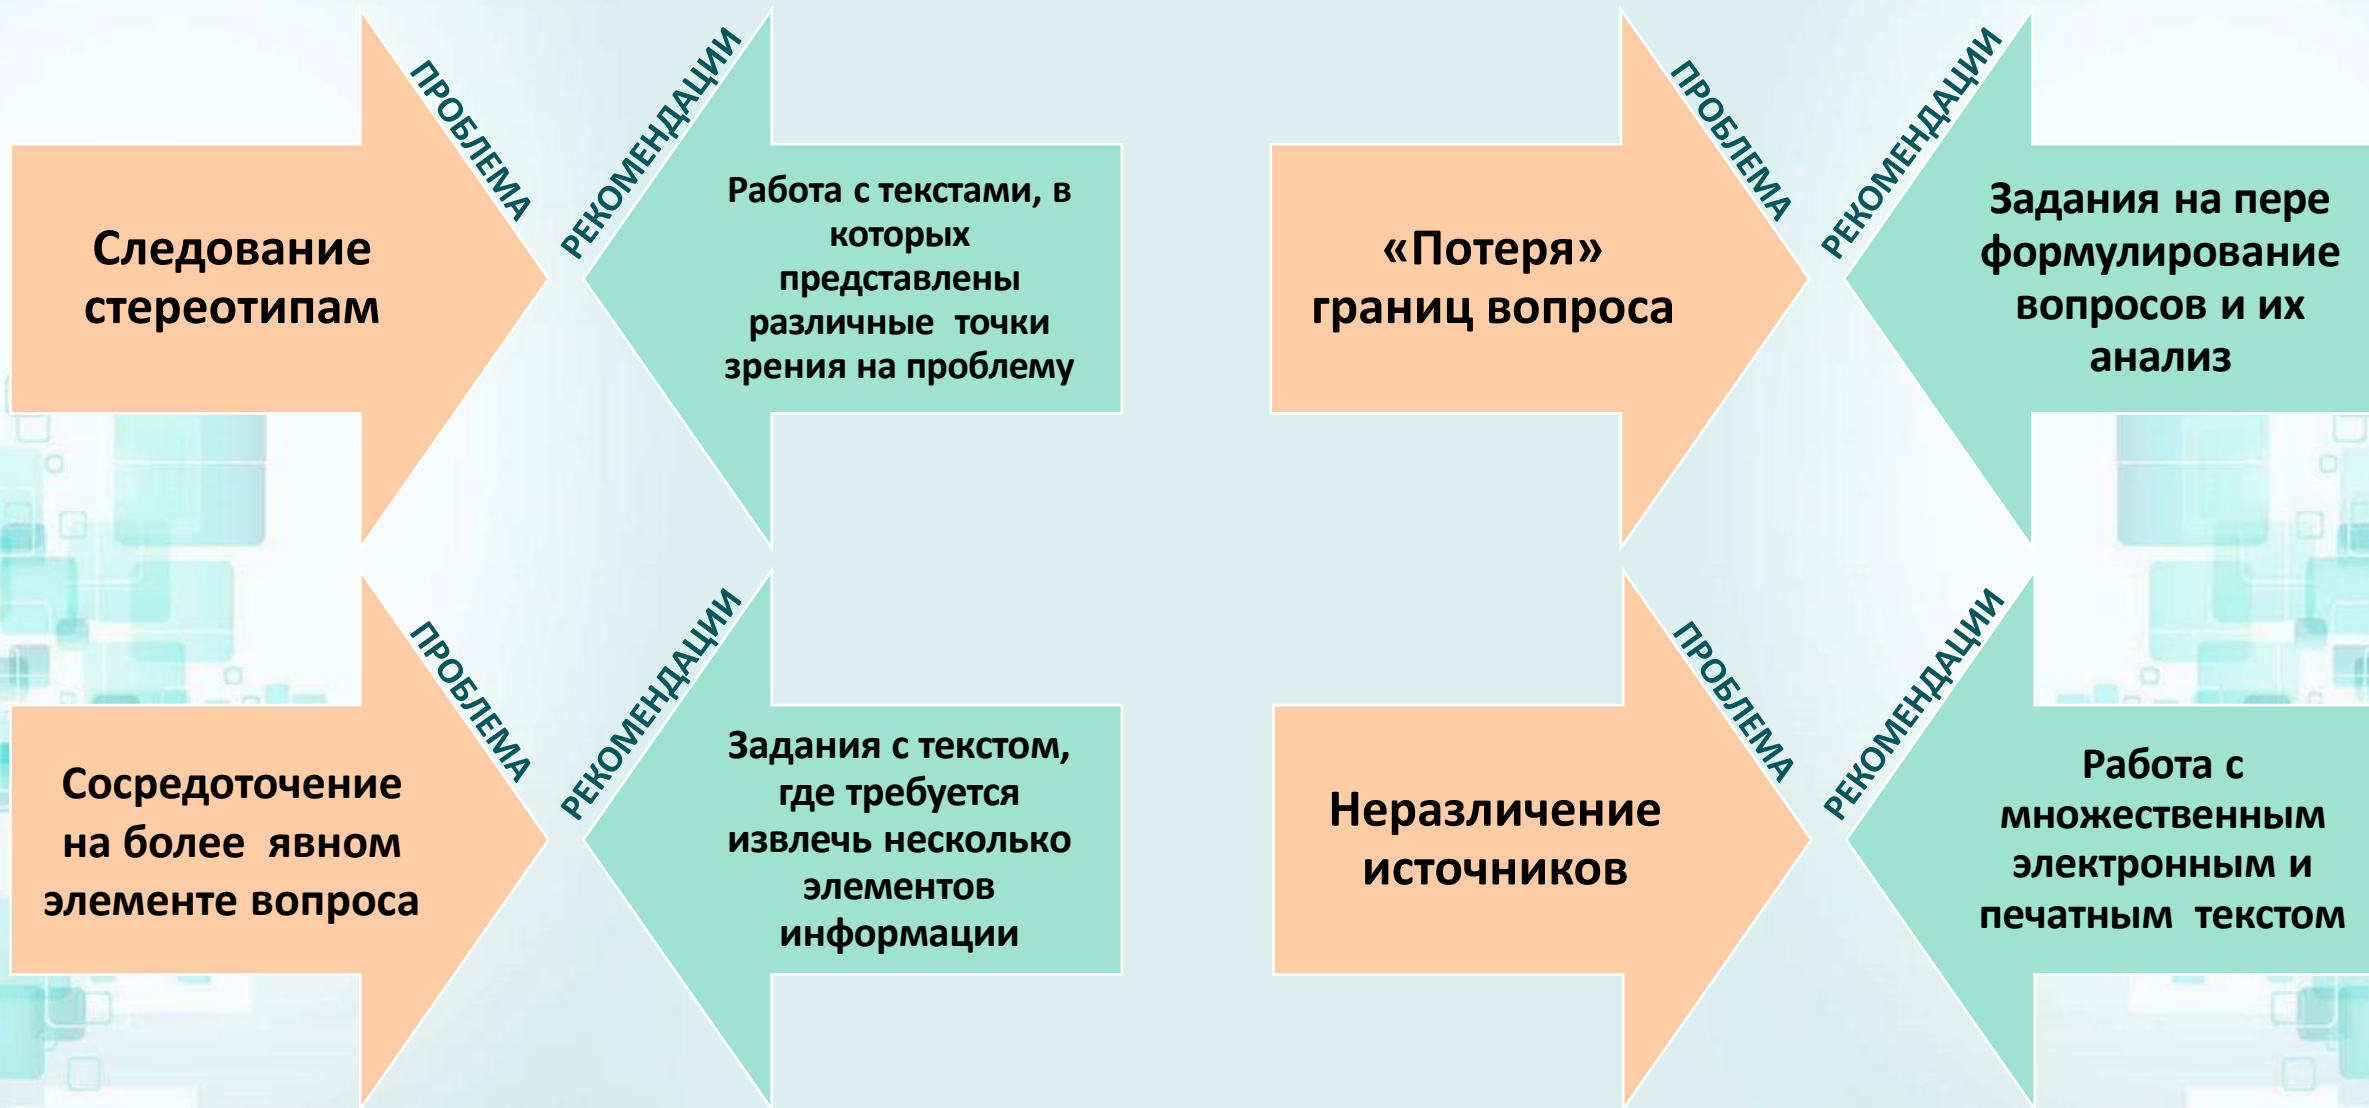 ПРОБЛЕМА
Следование
стереотипам
РЕКОМЕНДАЦИИ
Работа с текстами, в
которых
представлены
различные точки
зрения на проблему
ПРОБЛЕМА
«Потеря»
границ вопроса
РЕКОМЕНДАЦИИ
Задания на пере
формулирование
вопросов и их
анализ
ПРОБЛЕМА
Сосредоточение
на более явном
элементе вопроса
РЕКОМЕНДАЦИИ
Задания с текстом,
где требуется
извлечь несколько
элементов
информации
ПРОБЛЕМА
Неразличение
источников
РЕКОМЕНДАЦИИ
Работа с
множественным
электронным и
печатным текстом